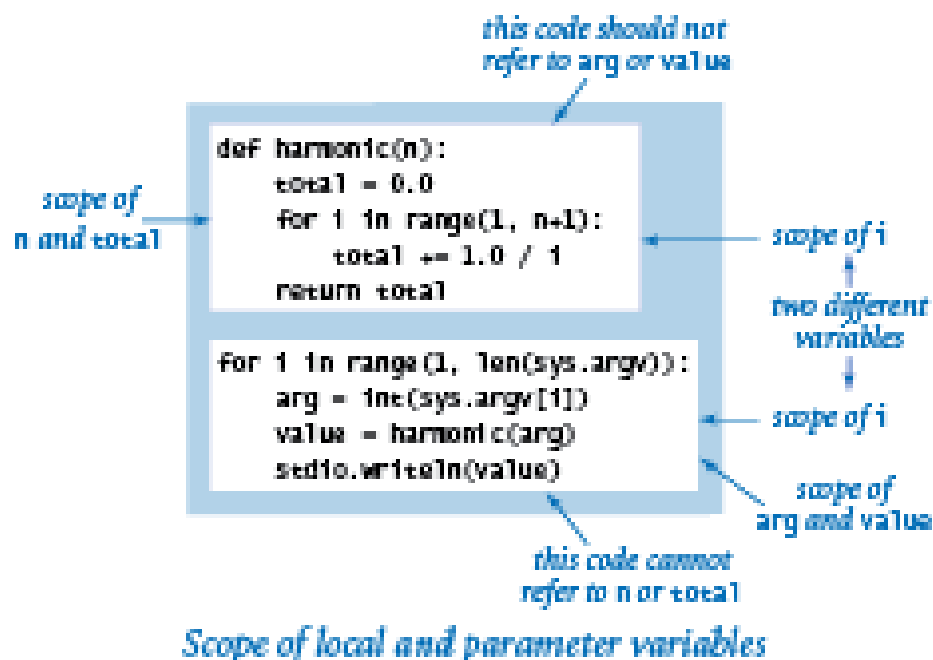 this code should not
refer to arg or value
def harmonic(n):
total = 0.0
for i in range(1, n+1):
total += 1.0 / i
return total
scope of
n and total
scope of i
two different
variables
scope of i
for i in range(1, len(sys.argv)):
arg = int(sys.argv[i])
value = harmonic(arg)
stdio.writeln(value)
scope of
arg and value
this code cannot
refer to n or total
Scope of local and parameter variables